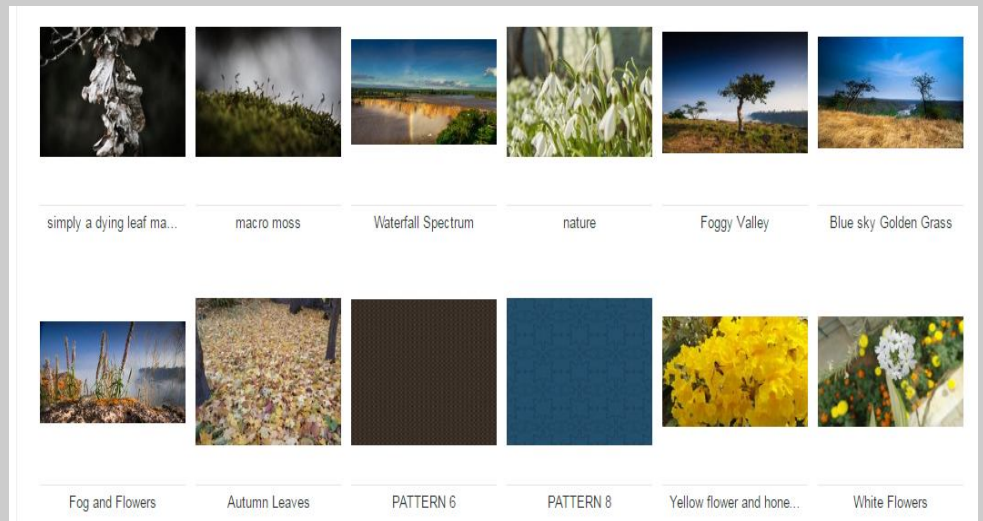 simply a dying leaf ma...
macro moss
Waterfall Spectrum
nature
Foggy Valley
Blue sky Golden Grass
Fog and Flowers
Autumn Leaves
PATTERN 6
PATTERN 8
Yellow flower and hone...
White Flowers